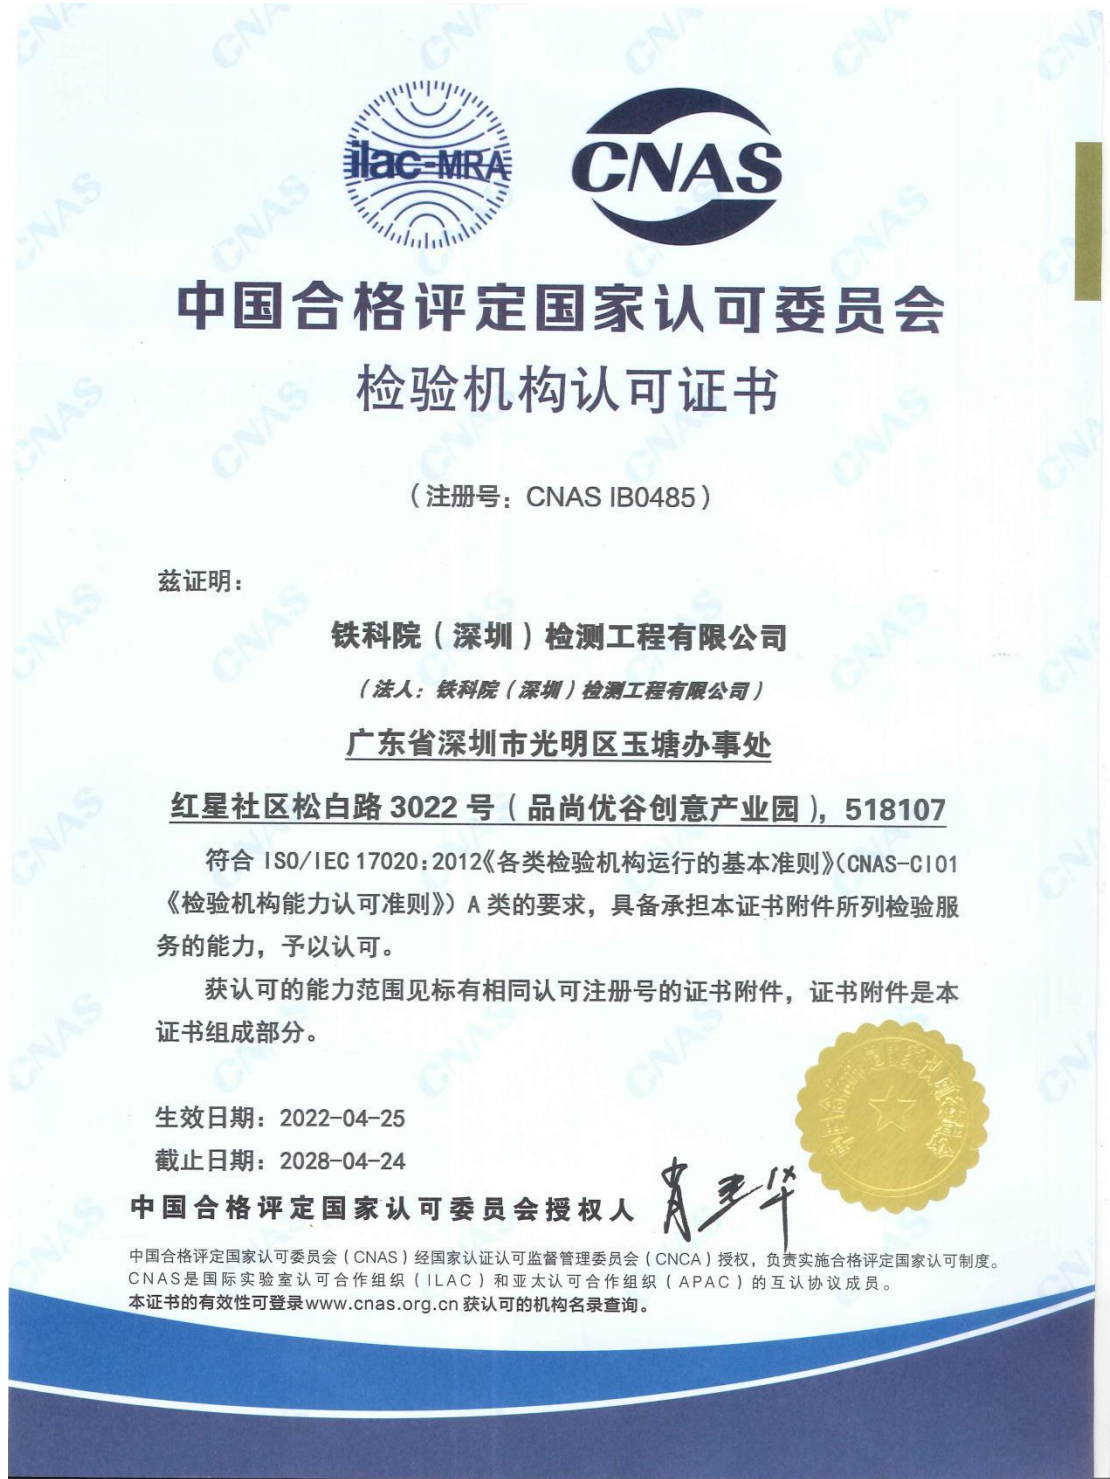 ilac-MRA
CNAS
中国合格评定国家认可委员会
检验机构认可证书
（注册号：CNAS IB0485）
兹证明：
铁科院（深圳）检测工程有限公司
（法人：铁科院（深圳）检测工程有限公司）
广东省深圳市光明区玉塘办事处
红星社区松白路 3022 号（品尚优谷创意产业园），518107
符合 ISO/IEC 17020:2012《各类检验机构运行的基本准则》（CNAS-CI01
《检验机构能力认可准则》）A 类的要求，具备承担本证书附件所列检验服
务的能力，予以认可。
获认可的能力范围见标有相同认可注册号的证书附件，证书附件是本
证书组成部分。
生效日期：2022-04-25
截止日期：2028-04-24
中国合格评定国家认可委员会授权人
中国合格评定国家认可委员会（CNAS）经国家认证认可监督管理委员会（CNCA）授权，负责实施合格评定国家认可制度。
CNAS是国际实验室认可合作组织（ILAC）和亚太认可合作组织（APAC）的互认协议成员。
本证书的有效性可登录www.cnas.org.cn 获认可的机构名录查询。